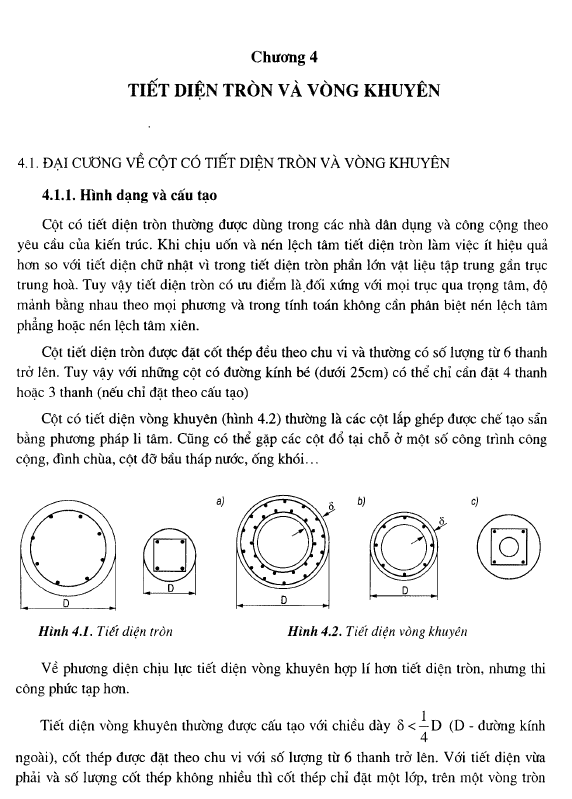 Chương 4
TIẾT DIỆN TRÒN VÀ VÒNG KHUYÊN
4.1. ĐẠI CƯƠNG VỀ CỘT CÓ TIẾT DIỆN TRÒN VÀ VÒNG KHUYÊN
4.1.1. Hình dạng và cấu tạo
Cột có tiết diện tròn thường được dùng trong các nhà dân dụng và công cộng theo
yêu cầu của kiến trúc. Khi chịu uốn và nén lệch tâm tiết diện tròn làm việc ít hiệu quả
hơn so với tiết diện chữ nhật vì trong tiết diện tròn phần lớn vật liệu tập trung gần trục
trung hoà. Tuy vậy tiết diện tròn có ưu điểm là đối xứng với mọi trục qua trọng tâm, độ
mảnh bằng nhau theo mọi phương và trong tính toán không cần phân biệt nén lệch tâm
phẳng hoặc nén lệch tâm xiên.
Cột tiết diện tròn được đặt cốt thép đều theo chu vi và thường có số lượng từ 6 thanh
trở lên. Tuy vậy với những cột có đường kính bé (dưới 25cm) có thể chỉ cần đặt 4 thanh
hoặc 3 thanh (nếu chỉ đặt theo cấu tạo)
Cột có tiết diện vòng khuyên (hình 4.2) thường là các cột lắp ghép được chế tạo sẵn
bằng phương pháp li tâm. Cũng có thể gặp các cột đổ tại chỗ ở một số công trình công
cộng, đình chùa, cột đỡ bầu tháp nước, ống khói...
a) δ b) δ c)
D D D D
Hình 4.1. Tiết diện tròn Hình 4.2. Tiết diện vòng khuyên
Về phương diện chịu lực tiết diện vòng khuyên hợp lí hơn tiết diện tròn, nhưng thi
công phức tạp hơn.
Tiết diện vòng khuyên thường được cấu tạo với chiều dày δ < 1/4 D (D - đường kính
ngoài), cốt thép được đặt theo chu vi với số lượng từ 6 thanh trở lên. Với tiết diện vừa
phải và số lượng cốt thép không nhiều thì cốt thép chỉ đặt một lớp, trên một vòng tròn